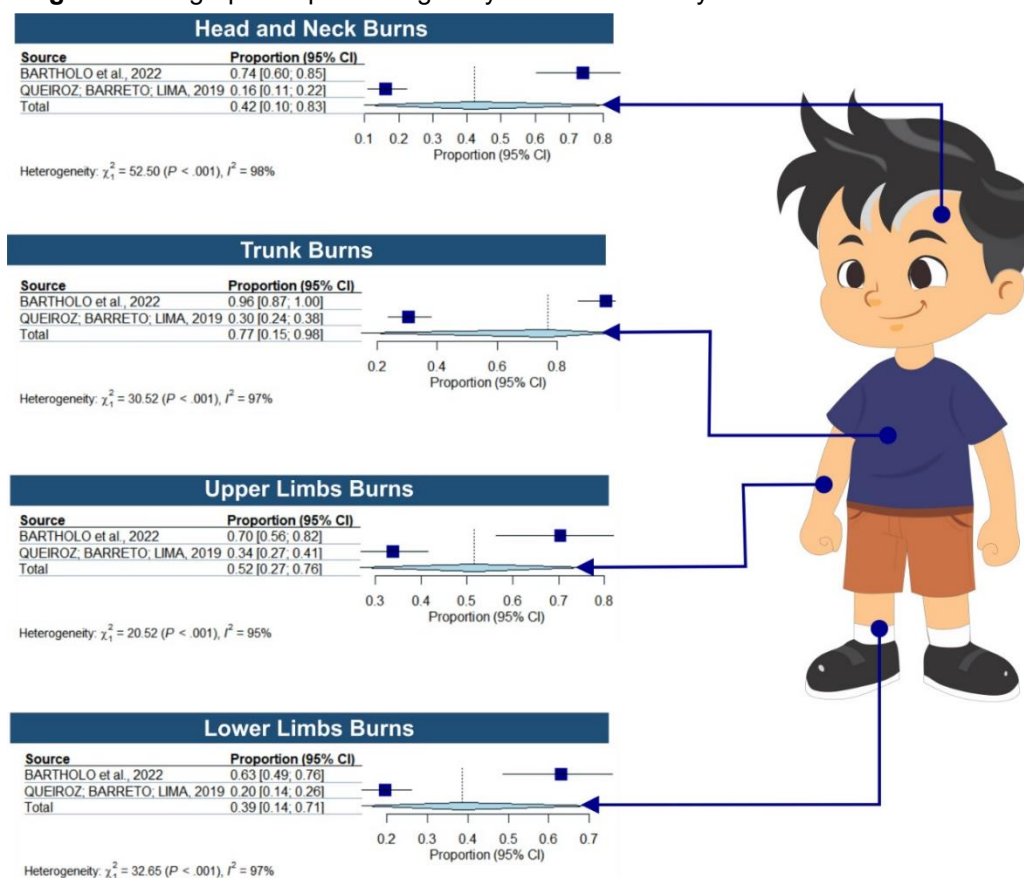 Head and Neck Burns
Source Proportion (95% CI)
BARTHOLO et al., 2022 0.74 [0.60; 0.85]
QUEIROZ; BARRETO; LIMA, 2019 0.16 [0.11; 0.22]
Total 0.42 [0.10; 0.83]
0.1 0.2 0.3 0.4 0.5 0.6 0.7 0.8
Proportion (95% CI)
Heterogeneity: χ₁² = 52.50 (P < .001), I² = 98%
Trunk Burns
Source Proportion (95% CI)
BARTHOLO et al., 2022 0.96 [0.87; 1.00]
QUEIROZ; BARRETO; LIMA, 2019 0.30 [0.24; 0.38]
Total 0.77 [0.15; 0.98]
0.2 0.4 0.6 0.8
Proportion (95% CI)
Heterogeneity: χ₁² = 30.52 (P < .001), I² = 97%
Upper Limbs Burns
Source Proportion (95% CI)
BARTHOLO et al., 2022 0.70 [0.56; 0.82]
QUEIROZ; BARRETO; LIMA, 2019 0.34 [0.27; 0.41]
Total 0.52 [0.27; 0.76]
0.3 0.4 0.5 0.6 0.7 0.8
Proportion (95% CI)
Heterogeneity: χ₁² = 20.52 (P < .001), I² = 95%
Lower Limbs Burns
Source Proportion (95% CI)
BARTHOLO et al., 2022 0.63 [0.49; 0.76]
QUEIROZ; BARRETO; LIMA, 2019 0.20 [0.14; 0.26]
Total 0.39 [0.14; 0.71]
0.2 0.3 0.4 0.5 0.6 0.7
Proportion (95% CI)
Heterogeneity: χ₁² = 32.65 (P < .001), I² = 97%